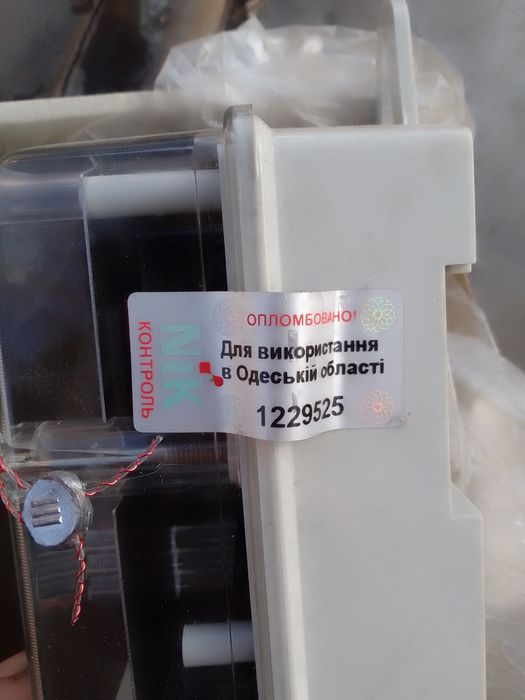 ОПЛОМБОВАНО!
Для використання
в Одеській області
1229525
NIK
КОНТРОЛЬ